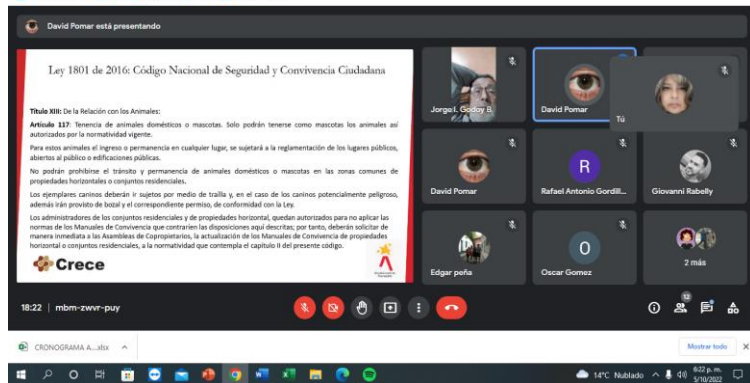 David Pomar está presentando
Ley 1801 de 2016: Código Nacional de Seguridad y Convivencia Ciudadana
Título XIII: De la Relación con los Animales:
Artículo 117: Tenencia de animales domésticos o mascotas. Solo podrán tenerse como mascotas los animales así
autorizados por la normatividad vigente.
Para estos animales el ingreso o permanencia en cualquier lugar, se sujetará a la reglamentación de los lugares públicos,
abiertos al público o edificaciones públicas.
No podrán prohibirse el tránsito y permanencia de animales domésticos o mascotas en las zonas comunes de
propiedades horizontales o conjuntos residenciales.
Los ejemplares caninos deberán ir sujetos por medio de traílla y, en el caso de los caninos potencialmente peligroso,
además irán provisto de bozal y el correspondiente permiso, de conformidad con la Ley.
Los administradores de los conjuntos residenciales y de propiedades horizontal, quedan autorizados para no aplicar las
normas de los Manuales de Convivencia que contraríen las disposiciones aquí descritas; por tanto, deberán solicitar de
manera inmediata a las Asambleas de Copropietarios, la actualización de los Manuales de Convivencia de propiedades
horizontal o conjuntos residenciales, a la normatividad que contempla el capítulo II del presente código.
Crece
Jorge I. Godoy B.
David Pomar
Tú
David Pomar
R
Rafael Antonio Gordill...
Giovanni Rabelly
Edgar peña
O
Oscar Gomez
2 más
18:22 | mbm-zwvr-puy
12
CRONOGRAMA A....xlsx
Mostrar todo
14°C Nublado
6:22 p. m.
5/10/2022